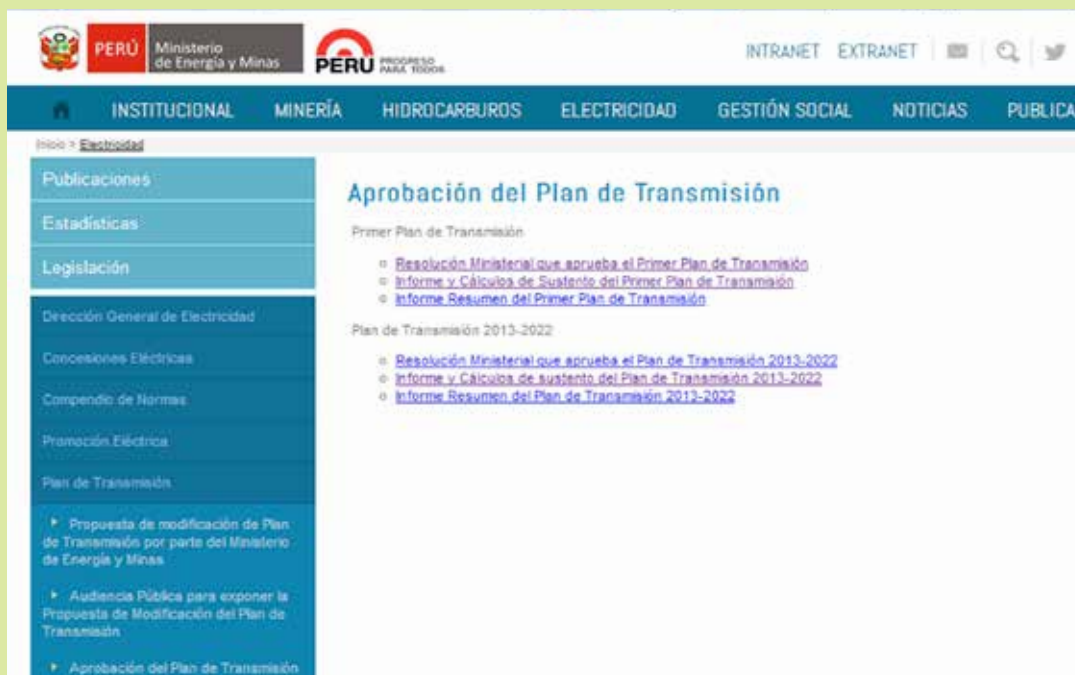 PERÚ
Ministerio
de Energía y Minas
PERU PROGRESO
PARA TODOS
INTRANET EXTRANET
INSTITUCIONAL MINERÍA HIDROCARBUROS ELECTRICIDAD GESTIÓN SOCIAL NOTICIAS PUBLICA
Inicio > Electricidad
Publicaciones
Estadísticas
Legislación
Dirección General de Electricidad
Concesiones Eléctricas
Compendio de Normas
Promoción Eléctrica
Plan de Transmisión
Propuesta de modificación de Plan
de Transmisión por parte del Ministerio
de Energía y Minas
Audiencia Pública para exponer la
Propuesta de Modificación del Plan de
Transmisión
Aprobación del Plan de Transmisión
Aprobación del Plan de Transmisión
Primer Plan de Transmisión
Resolución Ministerial que aprueba el Primer Plan de Transmisión
Informe y Cálculos de Sustento del Primer Plan de Transmisión
Informe Resumen del Primer Plan de Transmisión
Plan de Transmisión 2013-2022
Resolución Ministerial que aprueba el Plan de Transmisión 2013-2022
Informe y Cálculos de sustento del Plan de Transmisión 2013-2022
Informe Resumen del Plan de Transmisión 2013-2022